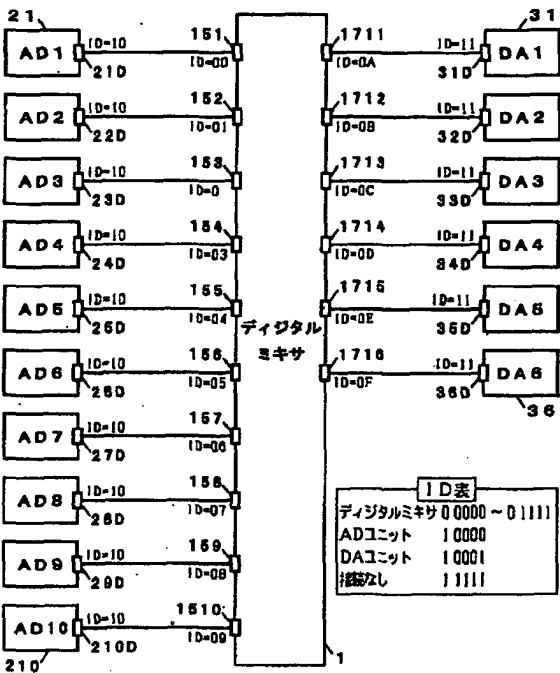 21
AD1
ID=10
21D
151
ID=00
1711
ID=0A
ID=11
31D
31
DA1
AD2
ID=10
22D
152
ID=01
1712
ID=0B
ID=11
32D
DA2
AD3
ID=10
23D
153
ID=0
1713
ID=0C
ID=11
33D
DA3
AD4
ID=10
24D
154
ID=03
1714
ID=0D
ID=11
34D
DA4
AD5
ID=10
25D
155
ID=04
ディジタル
ミキサ
1715
ID=0E
ID=11
35D
DA5
AD6
ID=10
26D
156
ID=05
1716
ID=0F
ID=11
36D
DA6
36
AD7
ID=10
27D
157
ID=06
AD8
ID=10
28D
158
ID=07
AD9
ID=10
29D
159
ID=08
AD10
ID=10
210D
210
1510
ID=09
1
ID表
ディジタルミキサ 00000~01111
ADユニット 10000
DAユニット 10001
接続なし 11111